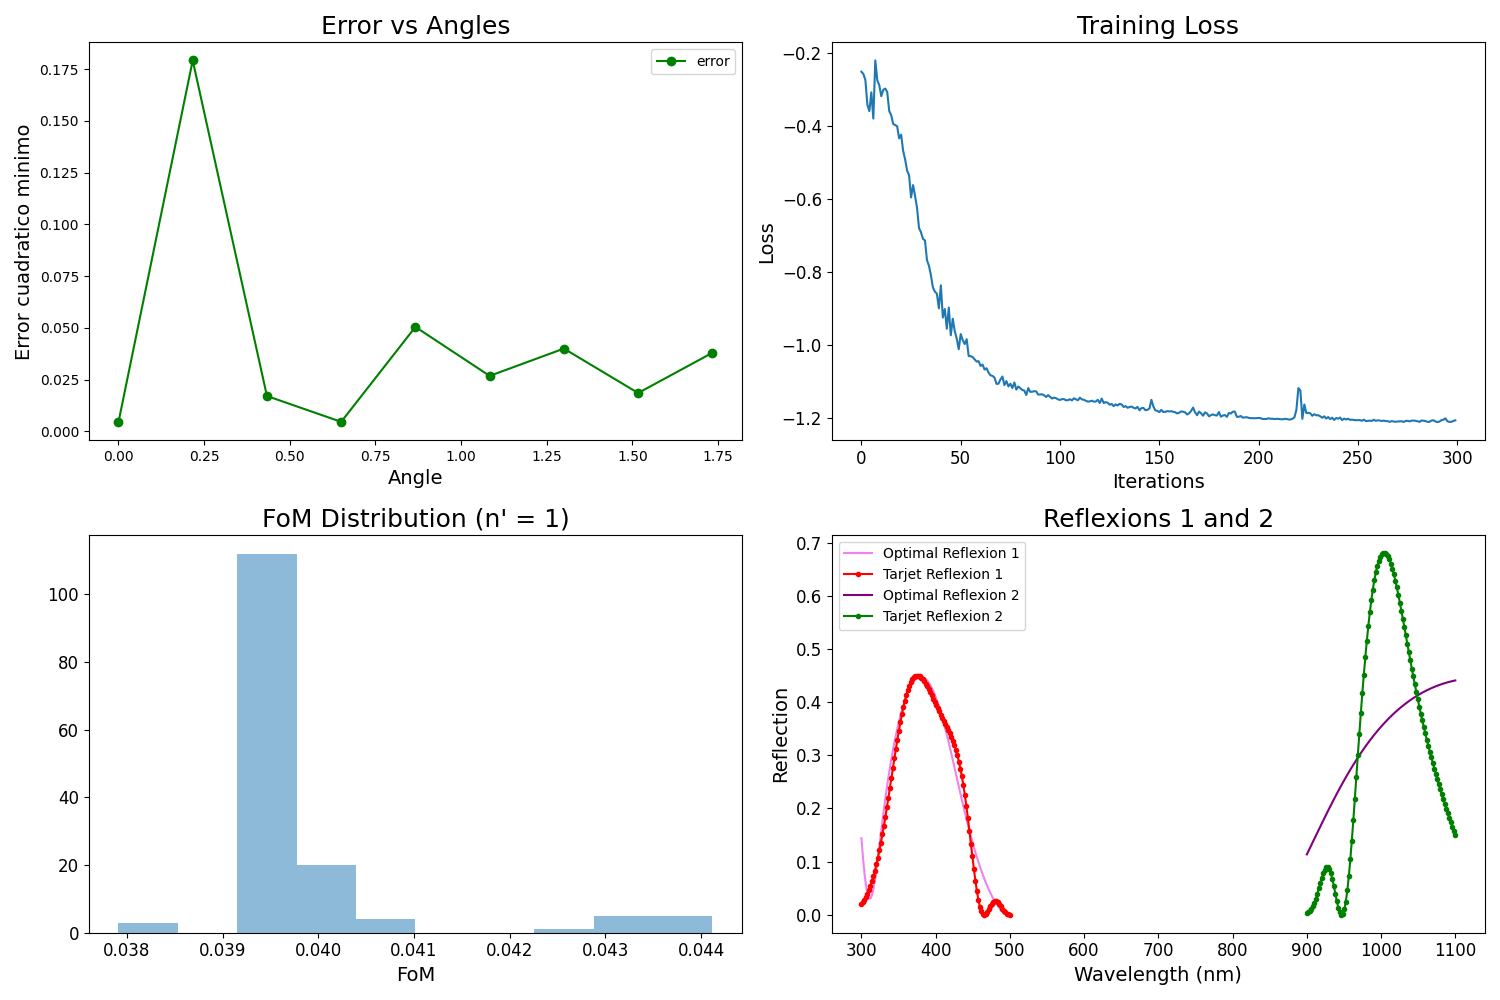 Error vs Angles
error
Error cuadratico minimo
0.175
0.150
0.125
0.100
0.075
0.050
0.025
0.000
0.00 0.25 0.50 0.75 1.00 1.25 1.50 1.75
Angle
Training Loss
Loss
−0.2
−0.4
−0.6
−0.8
−1.0
−1.2
0 50 100 150 200 250 300
Iterations
FoM Distribution (n' = 1)
100
80
60
40
20
0
0.038 0.039 0.040 0.041 0.042 0.043 0.044
FoM
Reflexions 1 and 2
Optimal Reflexion 1
Tarjet Reflexion 1
Optimal Reflexion 2
Tarjet Reflexion 2
Reflection
0.7
0.6
0.5
0.4
0.3
0.2
0.1
0.0
300 400 500 600 700 800 900 1000 1100
Wavelength (nm)